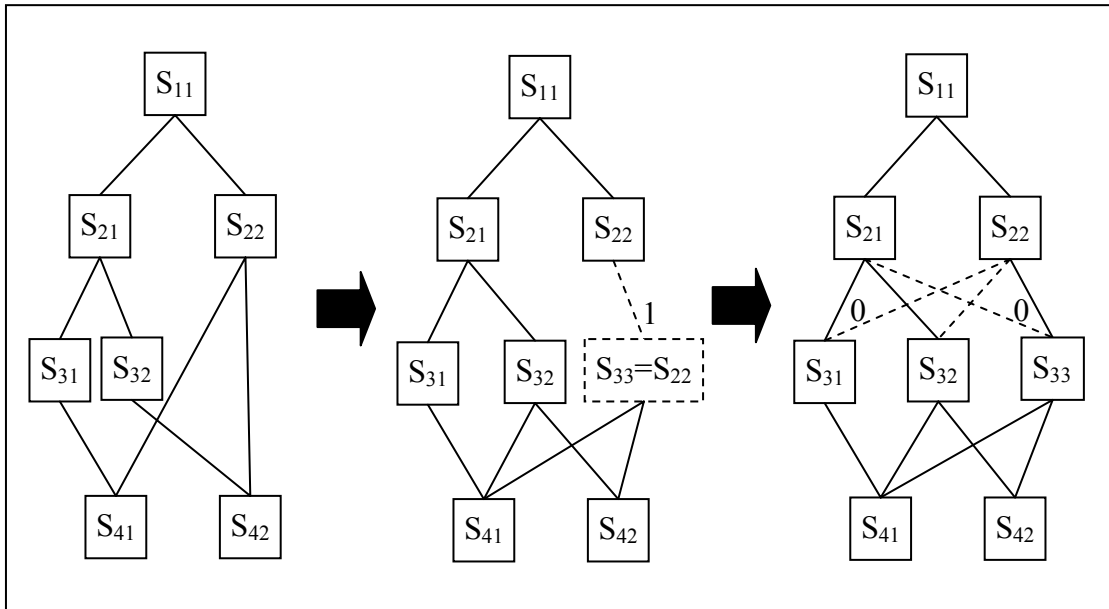 S₁₁
S₂₁ S₂₂
S₃₁ S₃₂
S₄₁ S₄₂
S₁₁
S₂₁ S₂₂
1
S₃₁ S₃₂ S₃₃=S₂₂
S₄₁ S₄₂
S₁₁
S₂₁ S₂₂
0 0
S₃₁ S₃₂ S₃₃
S₄₁ S₄₂